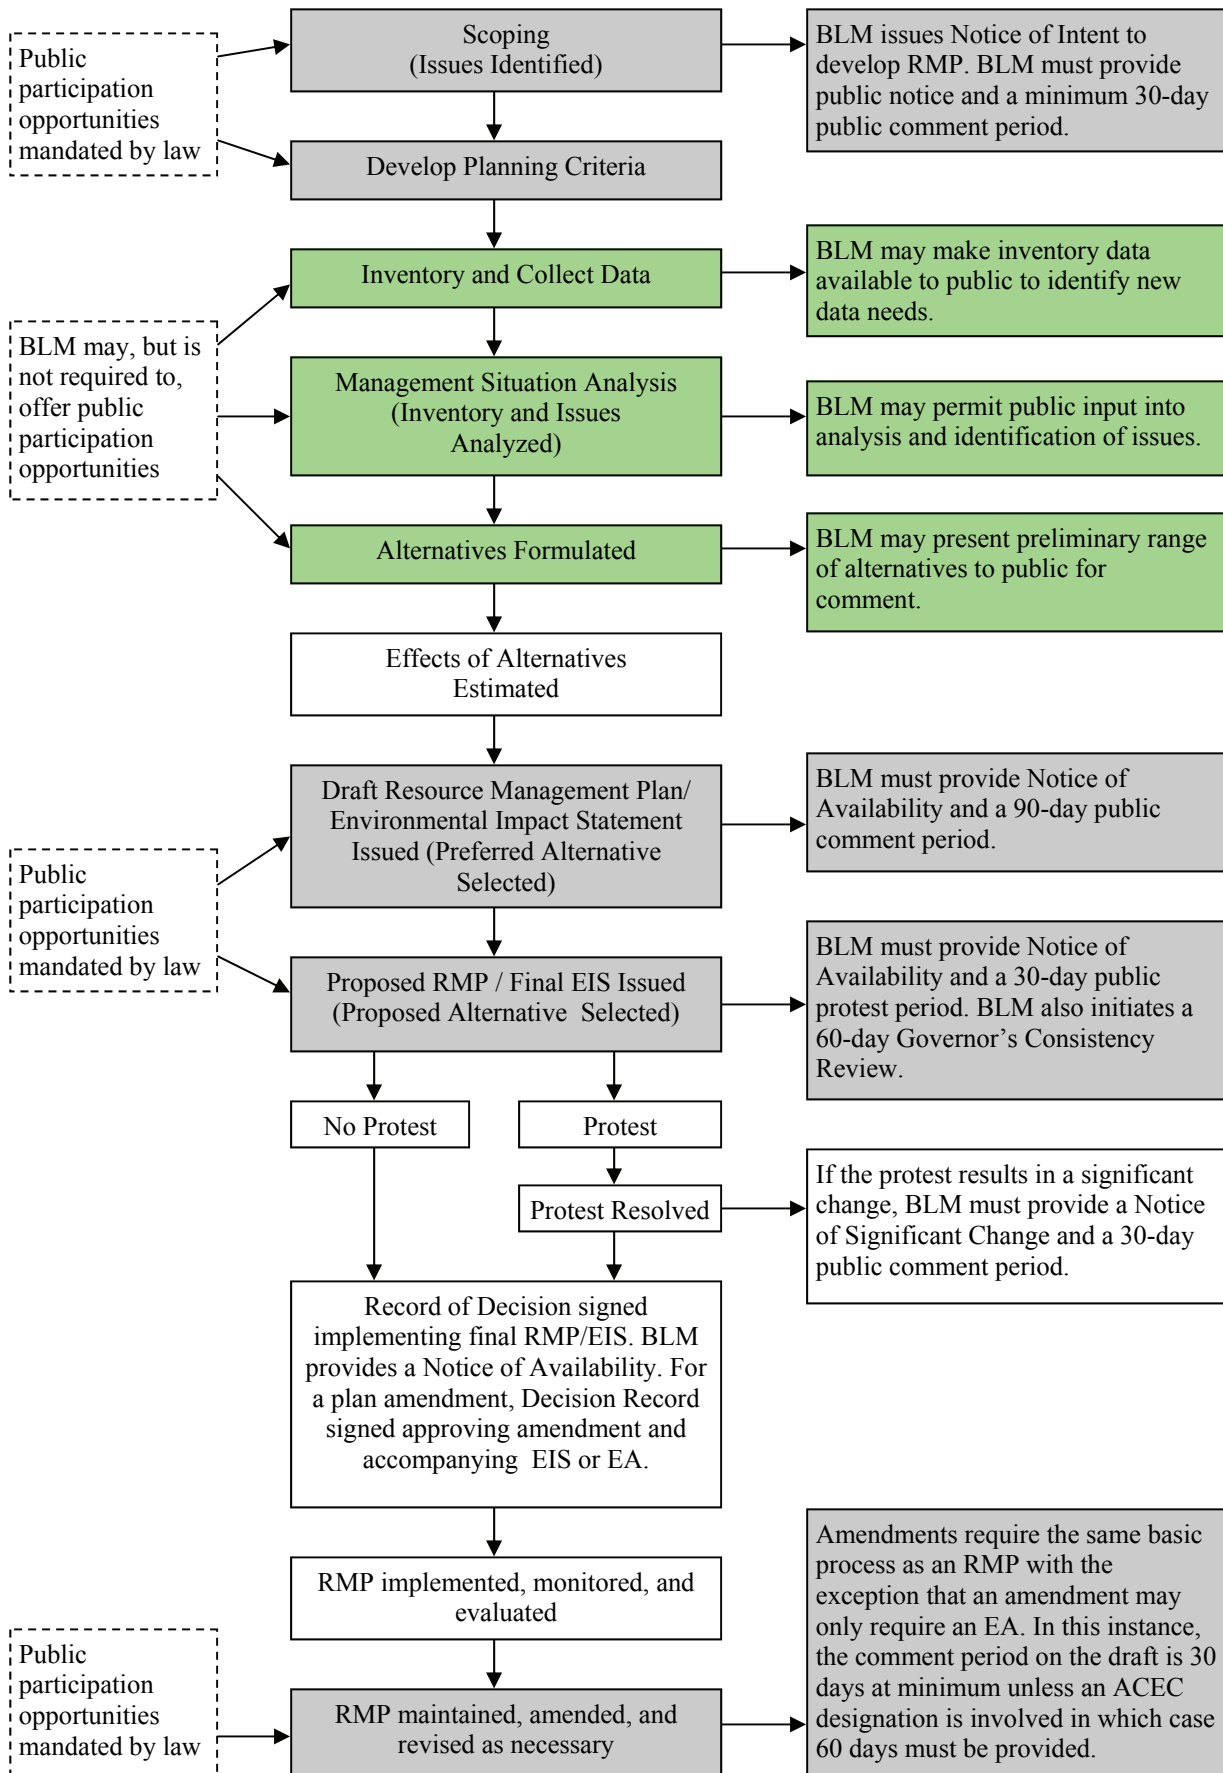 Public
participation
opportunities
mandated by law
Scoping
(Issues Identified)
BLM issues Notice of Intent to
develop RMP. BLM must provide
public notice and a minimum 30-day
public comment period.
Develop Planning Criteria
BLM may, but is
not required to,
offer public
participation
opportunities
Inventory and Collect Data
BLM may make inventory data
available to public to identify new
data needs.
Management Situation Analysis
(Inventory and Issues
Analyzed)
BLM may permit public input into
analysis and identification of issues.
Alternatives Formulated
BLM may present preliminary range
of alternatives to public for
comment.
Effects of Alternatives
Estimated
Public
participation
opportunities
mandated by law
Draft Resource Management Plan/
Environmental Impact Statement
Issued (Preferred Alternative
Selected)
BLM must provide Notice of
Availability and a 90-day public
comment period.
Proposed RMP / Final EIS Issued
(Proposed Alternative Selected)
BLM must provide Notice of
Availability and a 30-day public
protest period. BLM also initiates a
60-day Governor’s Consistency
Review.
No Protest
Protest
Protest Resolved
If the protest results in a significant
change, BLM must provide a Notice
of Significant Change and a 30-day
public comment period.
Record of Decision signed
implementing final RMP/EIS. BLM
provides a Notice of Availability. For
a plan amendment, Decision Record
signed approving amendment and
accompanying EIS or EA.
RMP implemented, monitored, and
evaluated
Public
participation
opportunities
mandated by law
RMP maintained, amended, and
revised as necessary
Amendments require the same basic
process as an RMP with the
exception that an amendment may
only require an EA. In this instance,
the comment period on the draft is 30
days at minimum unless an ACEC
designation is involved in which case
60 days must be provided.